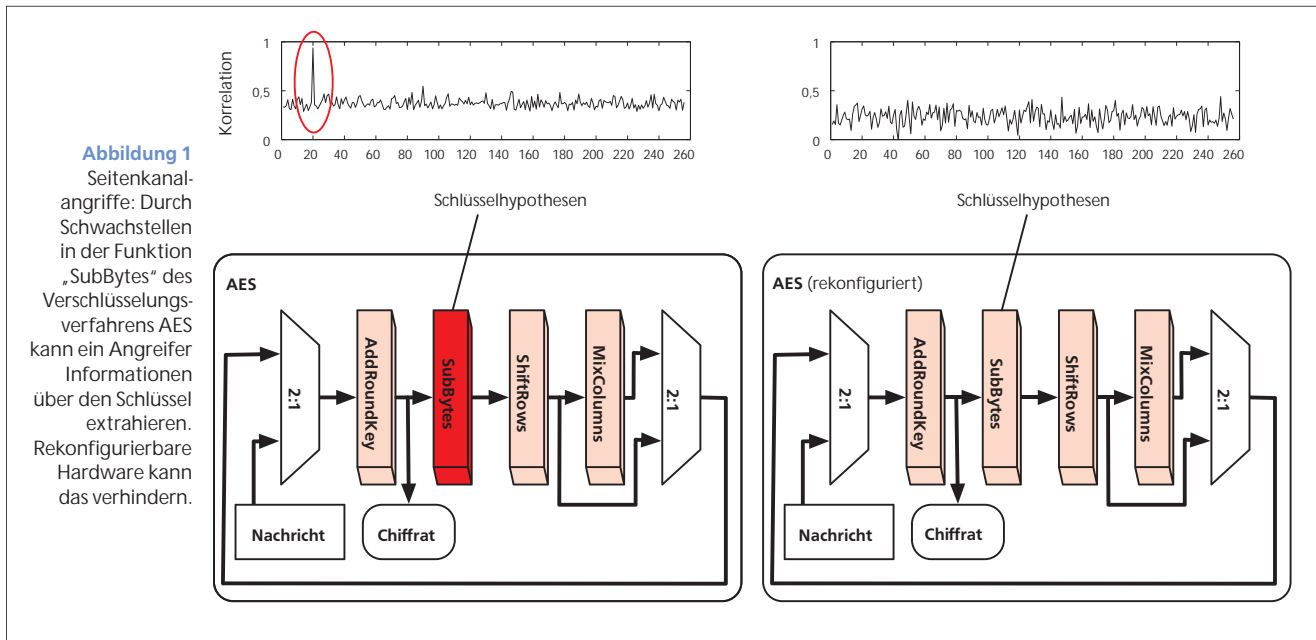 Abbildung 1
Seitenkanal-
angriffe: Durch
Schwachstellen
in der Funktion
„SubBytes“ des
Verschlüsselungs-
verfahrens AES
kann ein Angreifer
Informationen
über den Schlüssel
extrahieren.
Rekonfigurierbare
Hardware kann
das verhindern.
Korrelation
1
0,5
0
0 20 40 60 80 100 120 140 160 180 200 220 240 260
Schlüsselhypothesen
AES
2:1
AddRoundKey
SubBytes
ShiftRows
MixColumns
2:1
Nachricht
Chiffrat
1
0,5
0
0 20 40 60 80 100 120 140 160 180 200 220 240 260
Schlüsselhypothesen
AES (rekonfiguriert)
2:1
AddRoundKey
SubBytes
ShiftRows
MixColumns
2:1
Nachricht
Chiffrat